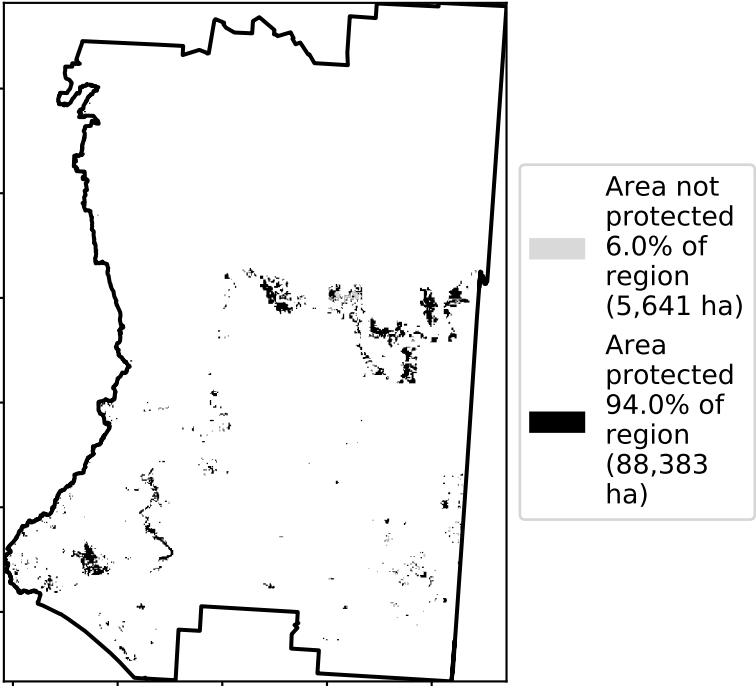 Area not
protected
6.0% of
region
(5,641 ha)
Area
protected
94.0% of
region
(88,383
ha)